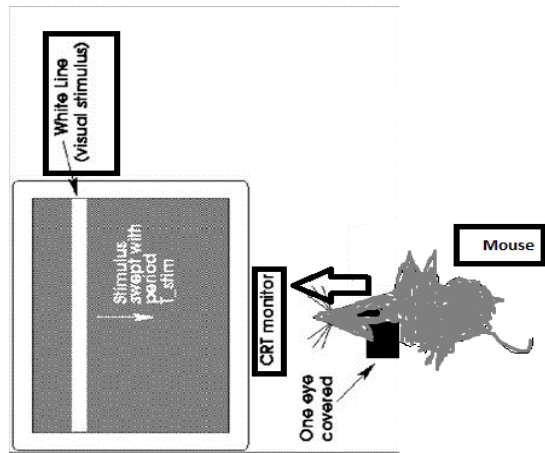 White Line
(visual stimulus)
Stimulus
swept with
period
T_stim
CRT monitor
One eye
covered
Mouse